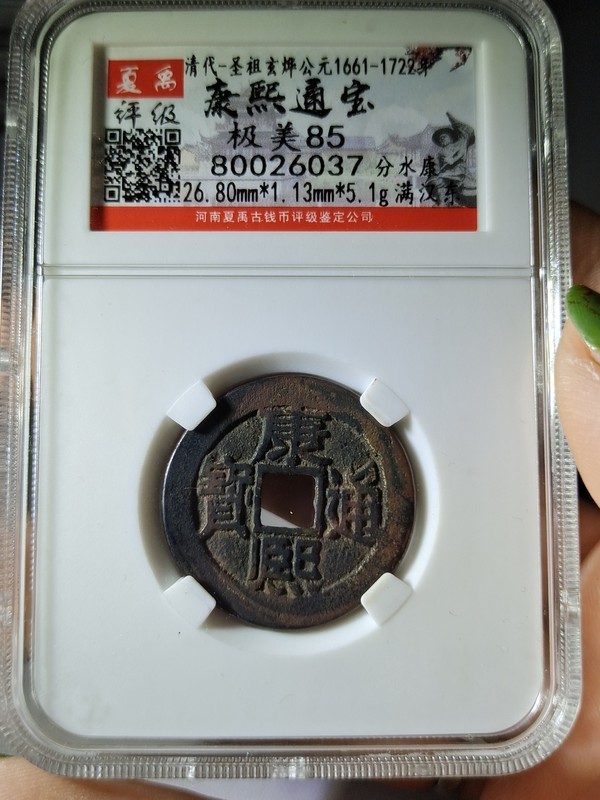 清代-圣祖玄烨公元1661-1722年
夏禹
评级
康熙通宝
极美85
80026037 分水康
26.80mm*1.13mm*5.1g 满汉东
河南夏禹古钱币评级鉴定公司
康熙通寶